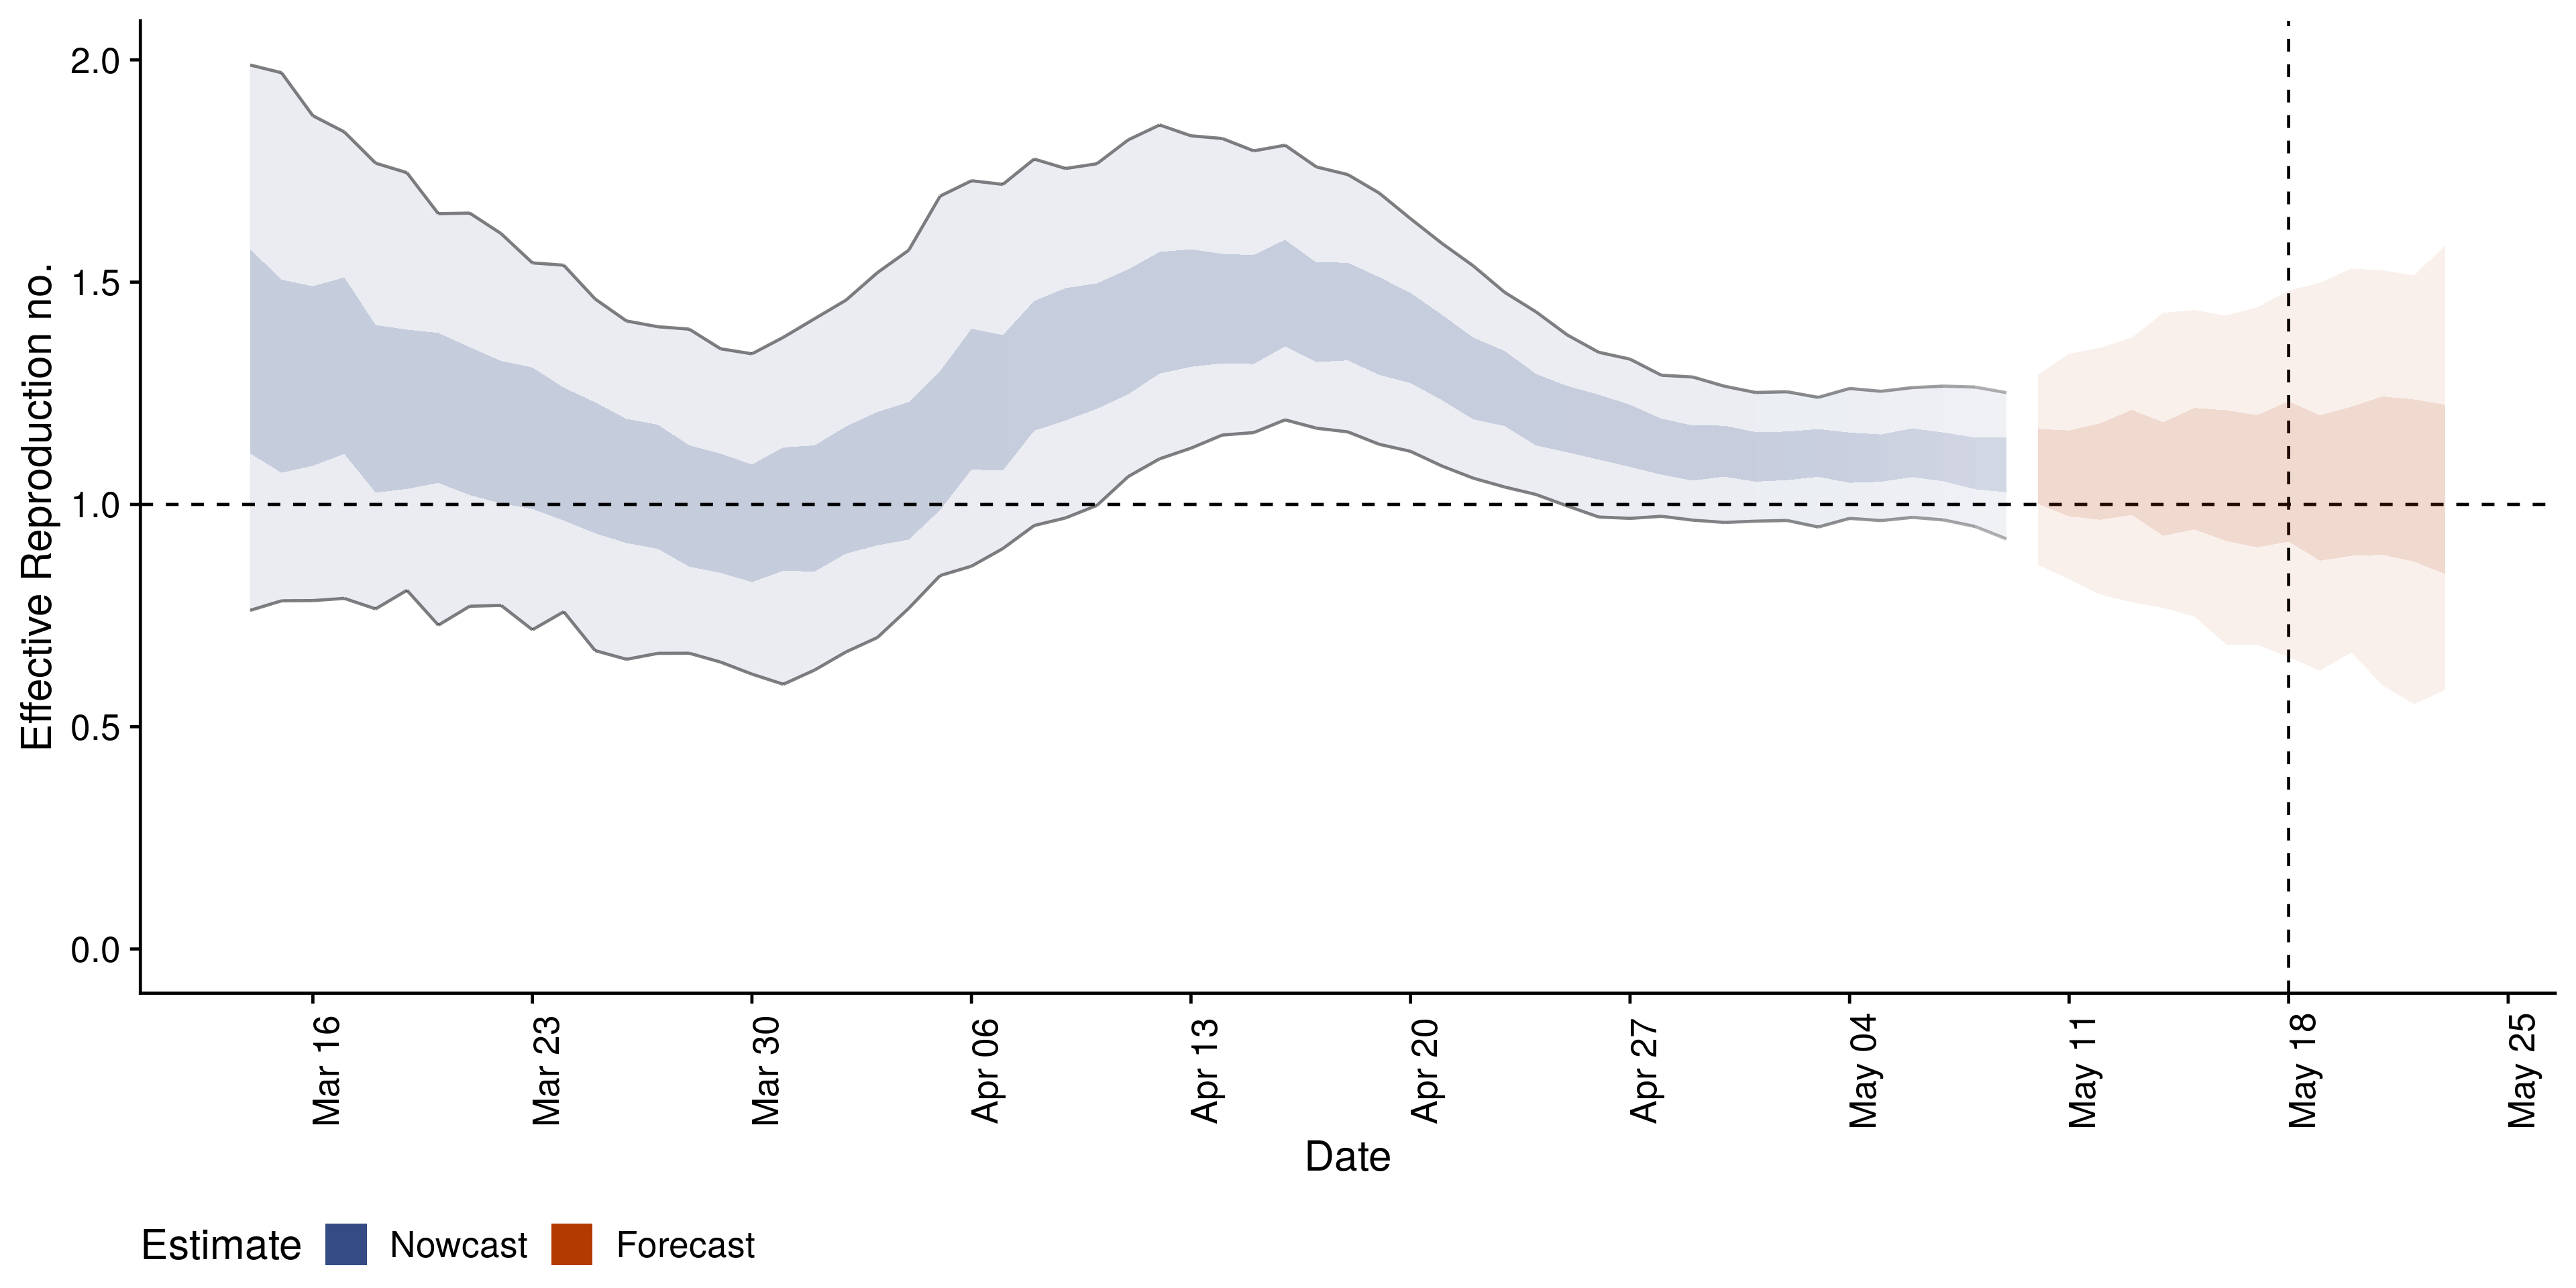 Effective Reproduction no.
2.0
1.5
1.0
0.5
0.0
Mar 16
Mar 23
Mar 30
Apr 06
Apr 13
Apr 20
Apr 27
May 04
May 11
May 18
May 25
Date
Estimate Nowcast Forecast